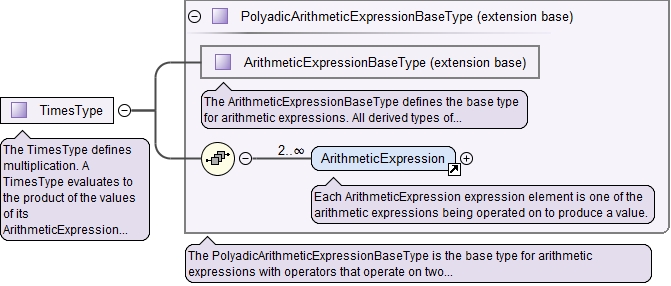 PolyadicArithmeticExpressionBaseType (extension base)
ArithmeticExpressionBaseType (extension base)
The ArithmeticExpressionBaseType defines the base type
for arithmetic expressions. All derived types of...
TimesType
The TimesType defines
multiplication. A
TimesType evaluates to
the product of the values
of its
ArithmeticExpression...
2..∞
ArithmeticExpression
Each ArithmeticExpression expression element is one of the
arithmetic expressions being operated on to produce a value.
The PolyadicArithmeticExpressionBaseType is the base type for arithmetic
expressions with operators that operate on two...